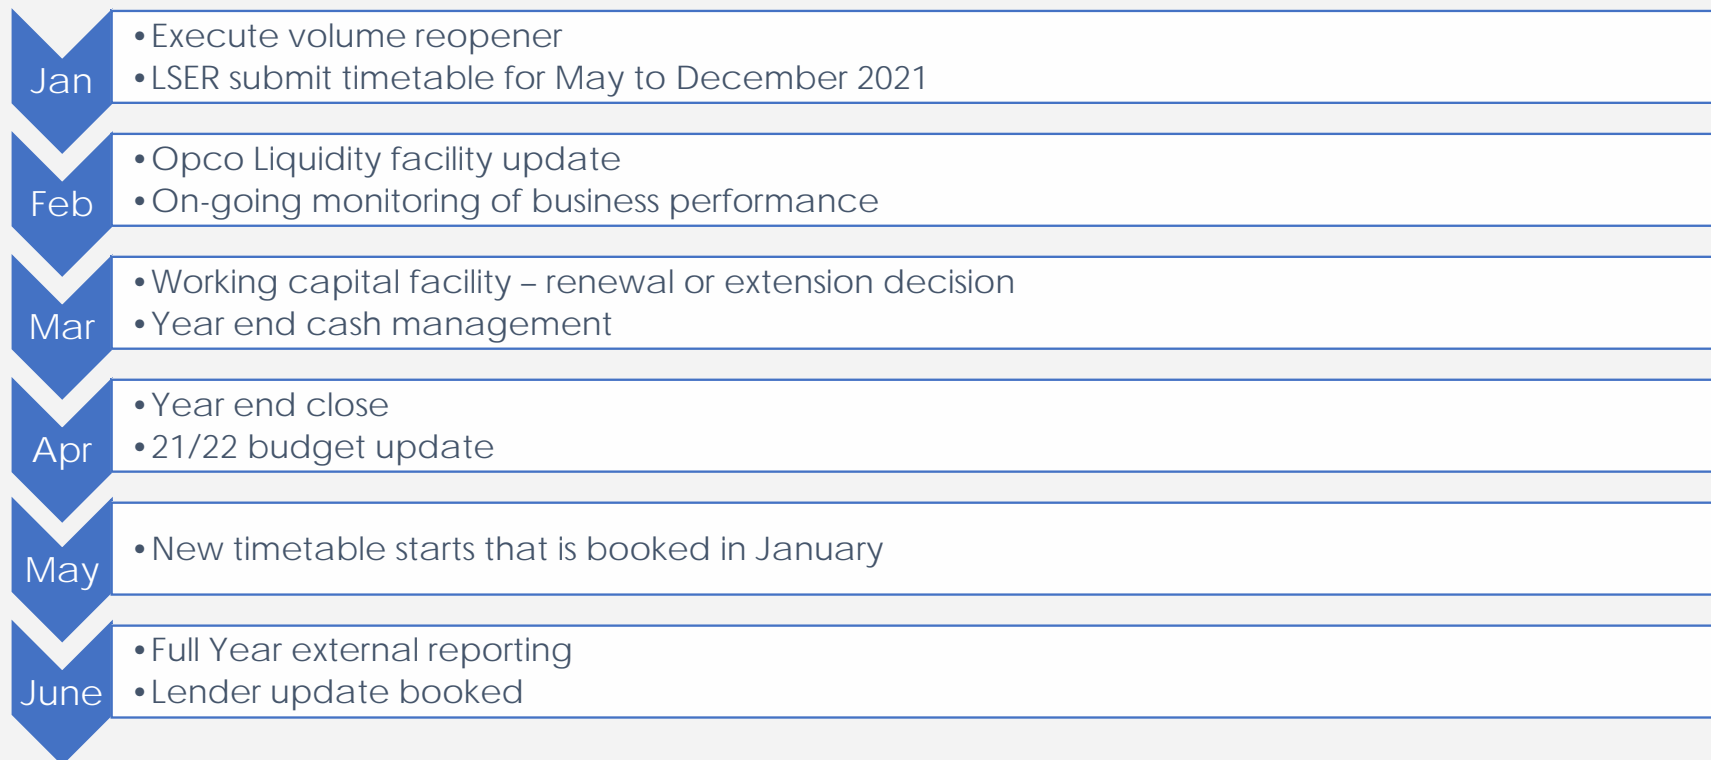 Jan
•Execute volume reopener
•LSER submit timetable for May to December 2021
Feb
•Opco Liquidity facility update
•On-going monitoring of business performance
Mar
•Working capital facility – renewal or extension decision
•Year end cash management
Apr
•Year end close
•21/22 budget update
May
•New timetable starts that is booked in January
June
•Full Year external reporting
•Lender update booked